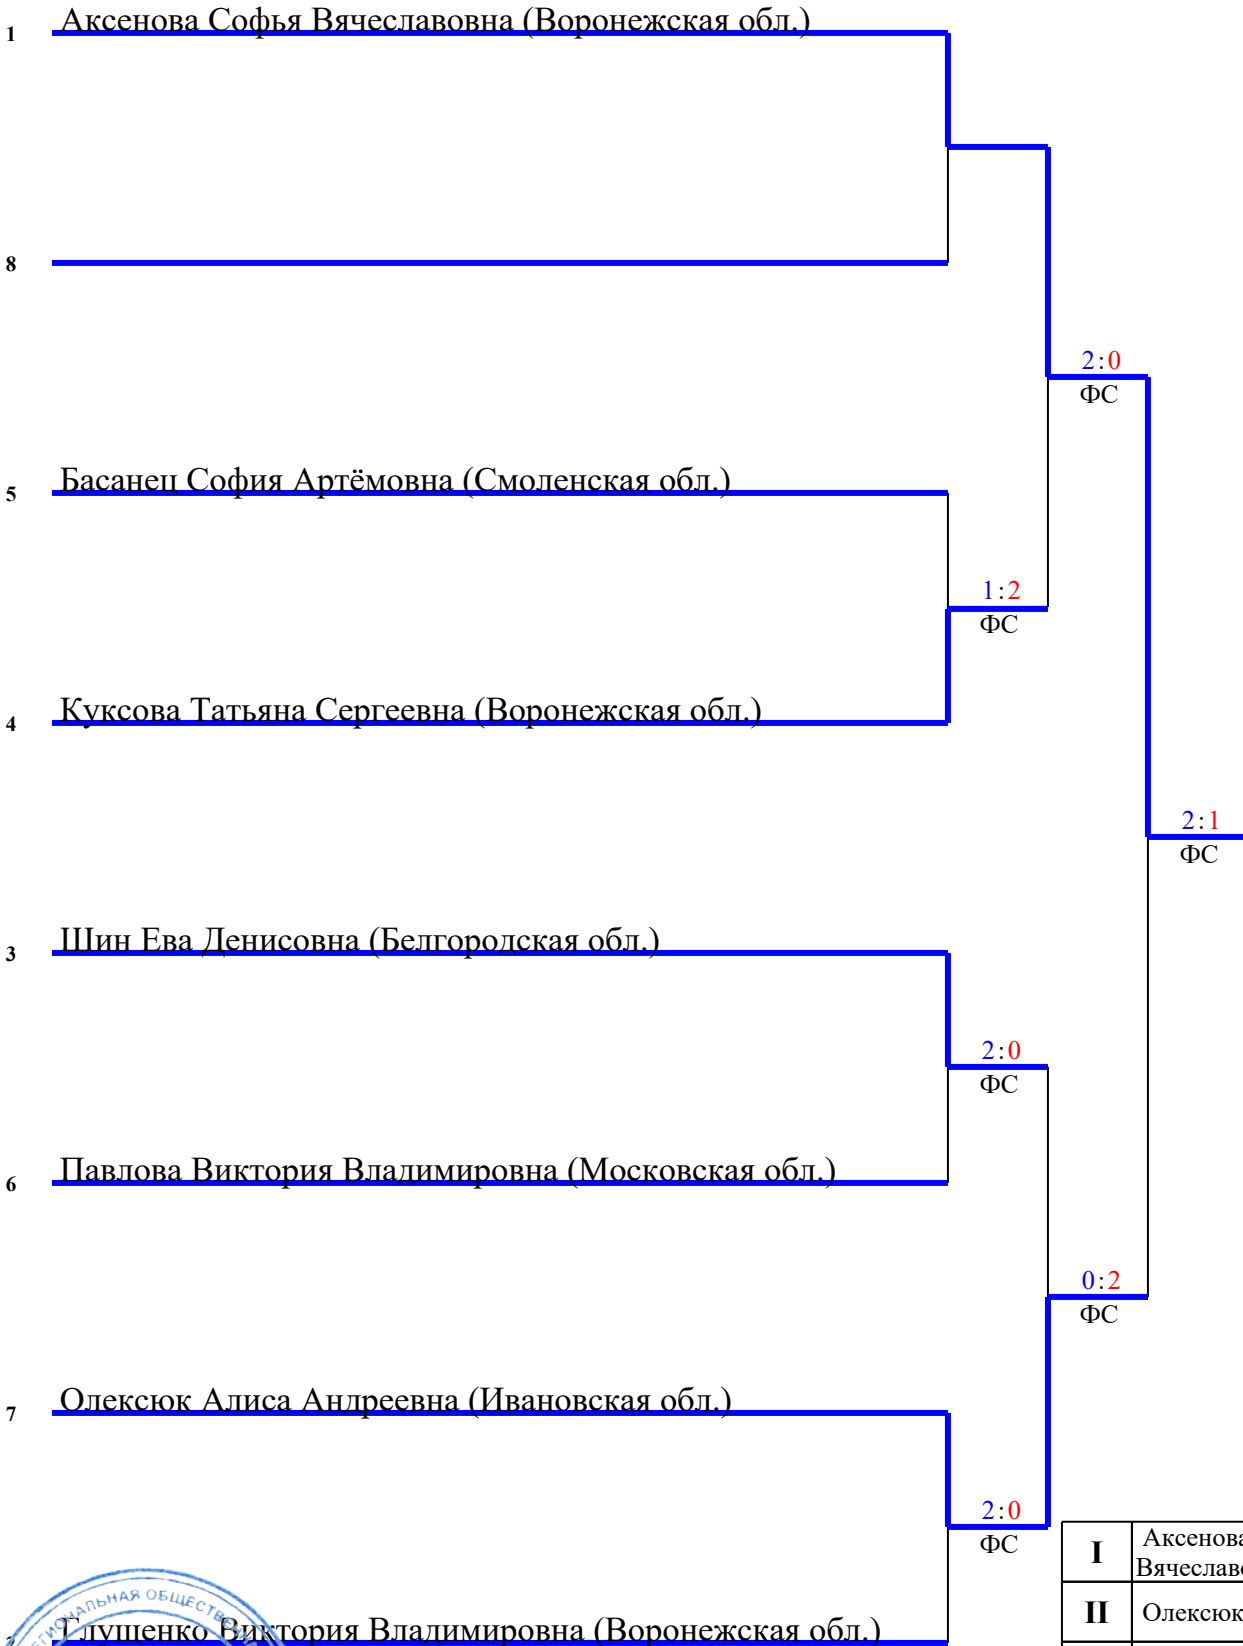 1 Аксенова Софья Вячеславовна (Воронежская обл.)
8
2:0
ФС
5 Басанец София Артёмовна (Смоленская обл.)
1:2
ФС
4 Куксова Татьяна Сергеевна (Воронежская обл.)
2:1
ФС
3 Шин Ева Денисовна (Белгородская обл.)
2:0
ФС
6 Павлова Виктория Владимировна (Московская обл.)
0:2
ФС
7 Олексюк Алиса Андреевна (Ивановская обл.)
2:0
ФС
I Аксенова
Вячеслав
II Олексюк
Глущенко Виктория Владимировна (Воронежская обл.)